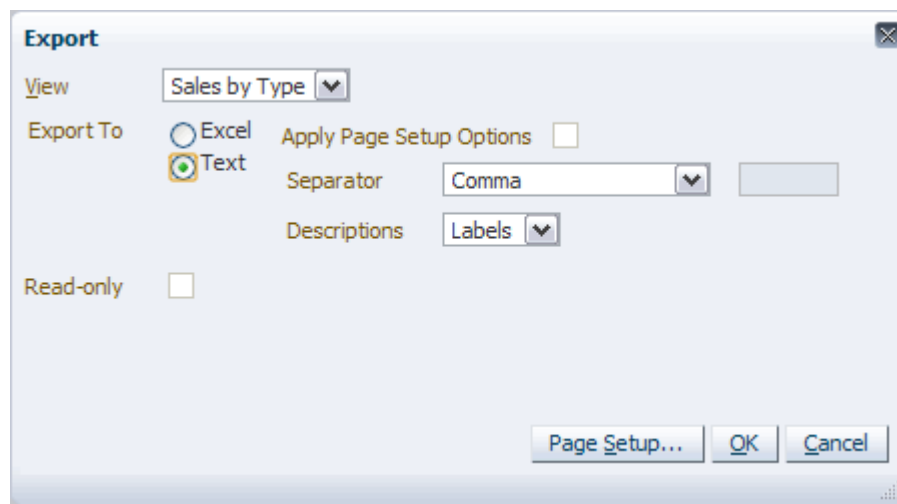 Export
View Sales by Type
Export To Excel Apply Page Setup Options
Text
Separator Comma
Descriptions Labels
Read-only
Page Setup... OK Cancel